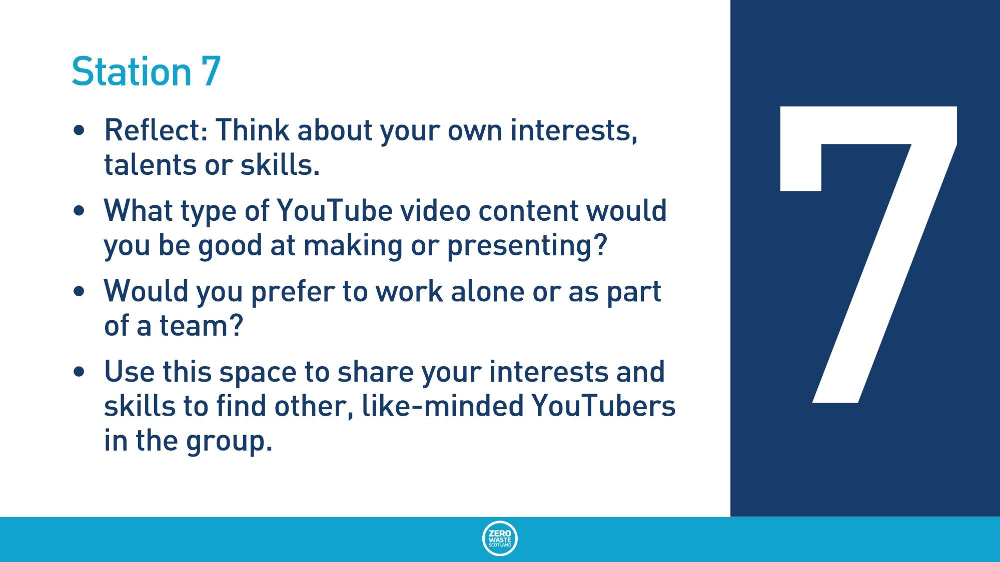 Station 7
• Reflect: Think about your own interests,
talents or skills.
• What type of YouTube video content would
you be good at making or presenting?
• Would you prefer to work alone or as part
of a team?
• Use this space to share your interests and
skills to find other, like-minded YouTubers
in the group.
7
ZERO
WASTE
SCOTLAND